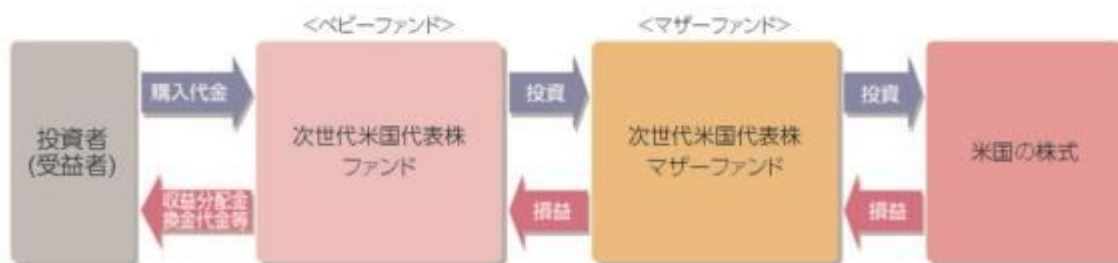 <ベビーファンド>
<マザーファンド>
購入代金
投資
投資
投資者
(受益者)
次世代米国代表株
ファンド
次世代米国代表株
マザーファンド
米国の株式
収益分配金
換金代金等
損益
損益